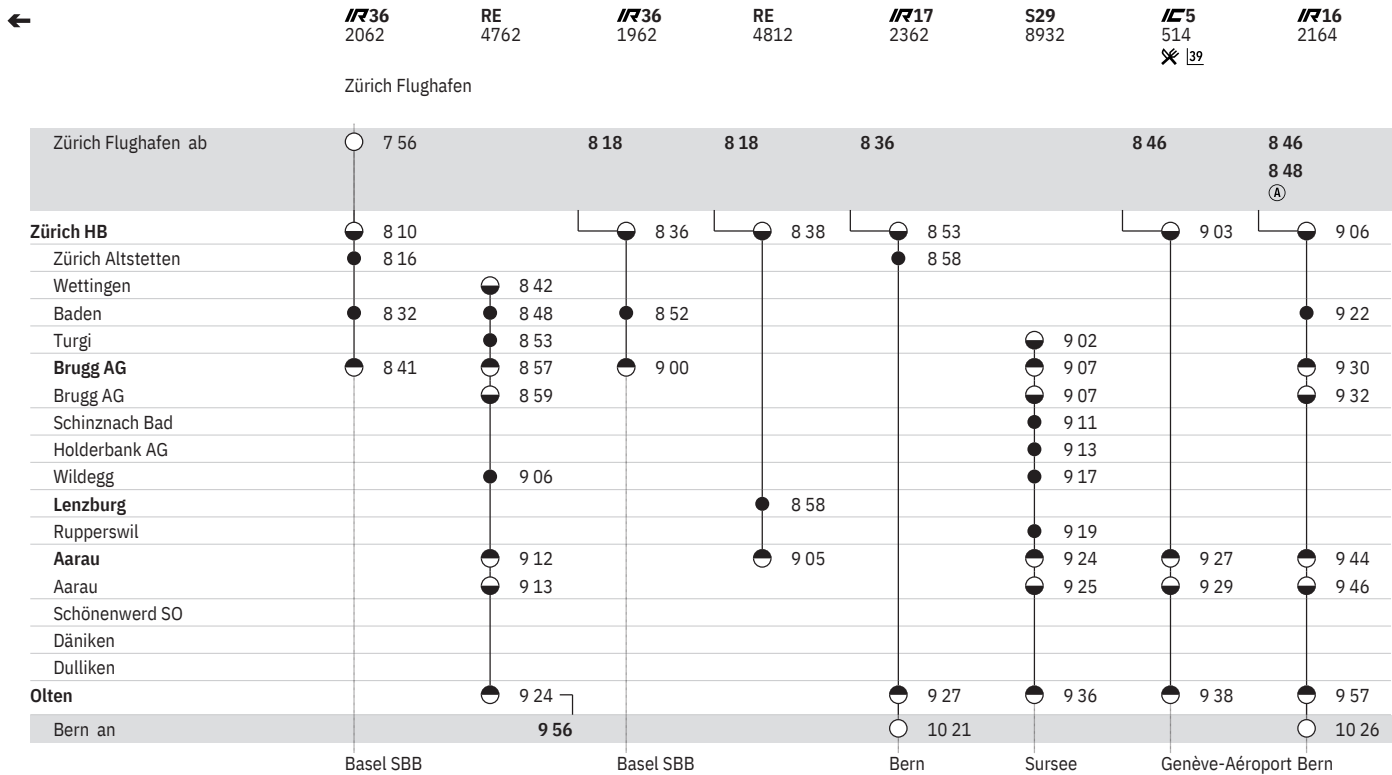 IR36 RE IR36 RE IR17 S29 IC5 IR16
2062 4762 1962 4812 2362 8932 514 2164
39
Zürich Flughafen
Zürich Flughafen ab 7 56 8 18 8 18 8 36 8 46 8 46
8 48
A
Zürich HB 8 10 8 36 8 38 8 53 9 03 9 06
Zürich Altstetten 8 16 8 58
Wettingen 8 42
Baden 8 32 8 48 8 52 9 22
Turgi 8 53 9 02
Brugg AG 8 41 8 57 9 00 9 07 9 30
Brugg AG 8 59 9 07 9 32
Schinznach Bad 9 11
Holderbank AG 9 13
Wildegg 9 06 9 17
Lenzburg 8 58
Rupperswil 9 19
Aarau 9 12 9 05 9 24 9 27 9 44
Aarau 9 13 9 25 9 29 9 46
Schönenwerd SO
Däniken
Dulliken
Olten 9 24 9 27 9 36 9 38 9 57
Bern an 9 56 10 21 10 26
Basel SBB Basel SBB Bern Sursee Genève-Aéroport Bern